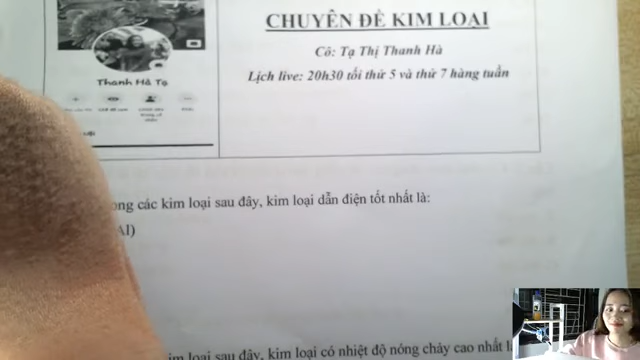 CHUYÊN ĐỀ KIM LOẠI
Cô: Tạ Thị Thanh Hà
Lịch live: 20h30 tối thứ 5 và thứ 7 hàng tuần
Thanh Hà Tạ
các kim loại sau đây, kim loại dẫn điện tốt nhất là:
Al)
loại sau đây, kim loại có nhiệt độ nóng chảy cao nhất